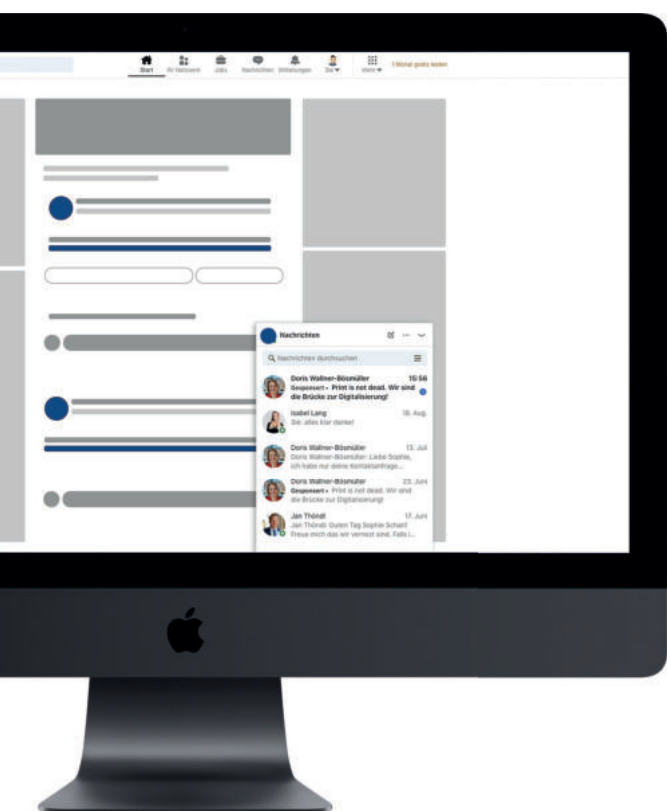 Start Ihr Netzwerk Jobs Nachrichten Mitteilungen Sie Mehr 1 Monat gratis testen
Nachrichten
Nachrichten durchsuchen
Doris Wallner-Bösmüller 15:56
Gesponsert • Print is not dead. Wir sind
die Brücke zur Digitalisierung!
Isabel Lang 18. Aug.
Sie: alles klar danke!
Doris Wallner-Bösmüller 13. Juli
Doris Wallner-Bösmüller: Liebe Sophie,
ich habe nur deine Kontaktanfrage...
Doris Wallner-Bösmüller 23. Juni
Gesponsert • Print is not dead. Wir sind
die Brücke zur Digitalisierung!
Jan Thöndl 17. Juni
Jan Thöndl: Guten Tag Sophie Schanl!
Freue mich das wir vernetzt sind. Falls i...